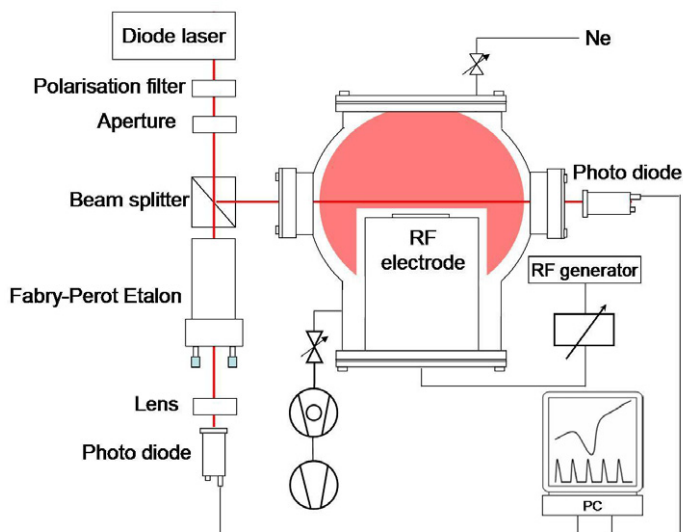 Diode laser
Polarisation filter
Aperture
Beam splitter
Fabry-Perot Etalon
Lens
Photo diode
Ne
Photo diode
RF
electrode
RF generator
PC